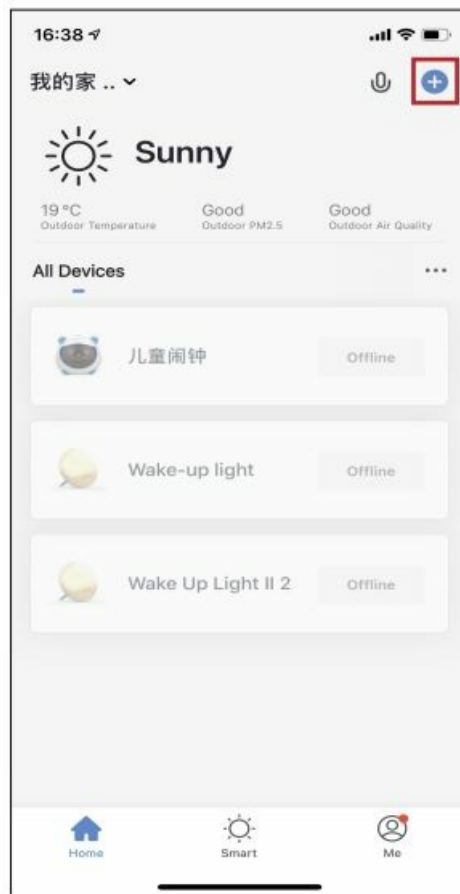 16:38
我的家 ..
Sunny
19 °C Good Good
Outdoor Temperature Outdoor PM2.5 Outdoor Air Quality
All Devices
儿童闹钟 Offline
Wake-up light Offline
Wake Up Light II 2 Offline
Home Smart Me